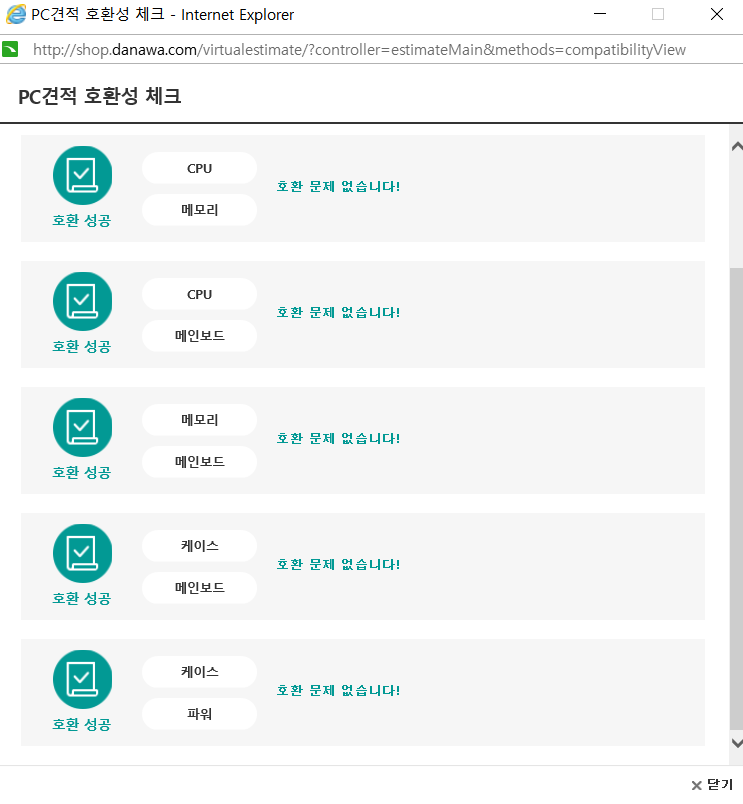 PC견적 호환성 체크 - Internet Explorer
http://shop.danawa.com/virtualestimate/?controller=estimateMain&methods=compatibilityView
PC견적 호환성 체크
CPU
호환 문제 없습니다!
메모리
호환 성공
CPU
호환 문제 없습니다!
메인보드
호환 성공
메모리
호환 문제 없습니다!
메인보드
호환 성공
케이스
호환 문제 없습니다!
메인보드
호환 성공
케이스
호환 문제 없습니다!
파워
호환 성공
닫기